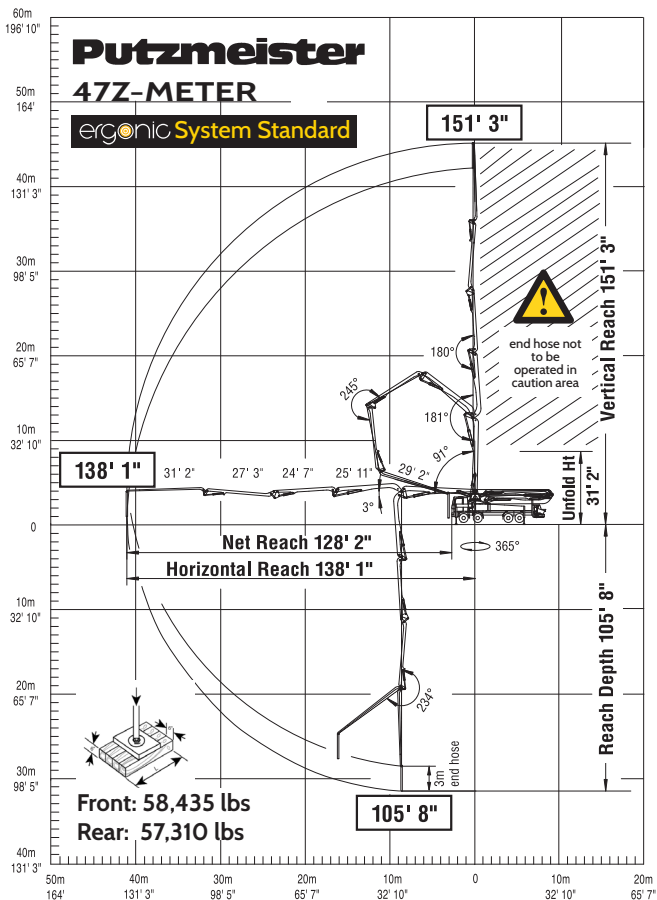 60m
196' 10"
Putzmeister
47Z-METER
ergonic System Standard
50m
164'
151' 3"
40m
131' 3"
30m
98' 5"
Vertical Reach 151' 3"
end hose not
to be
operated in
caution area
20m
65' 7"
180°
245°
181°
10m
32' 10"
91°
138' 1"
31' 2"
27' 3"
24' 7"
25' 11"
29' 2"
3°
Unfold Ht
31' 2"
0
Net Reach 128' 2"
365°
Horizontal Reach 138' 1"
10m
32' 10"
Reach Depth 105' 8"
20m
65' 7"
234°
30m
98' 5"
3m
end hose
Front: 58,435 lbs
Rear: 57,310 lbs
105' 8"
40m
131' 3"
50m
164'
40m
131' 3"
30m
98' 5"
20m
65' 7"
10m
32' 10"
0
10m
32' 10"
20m
65' 7"